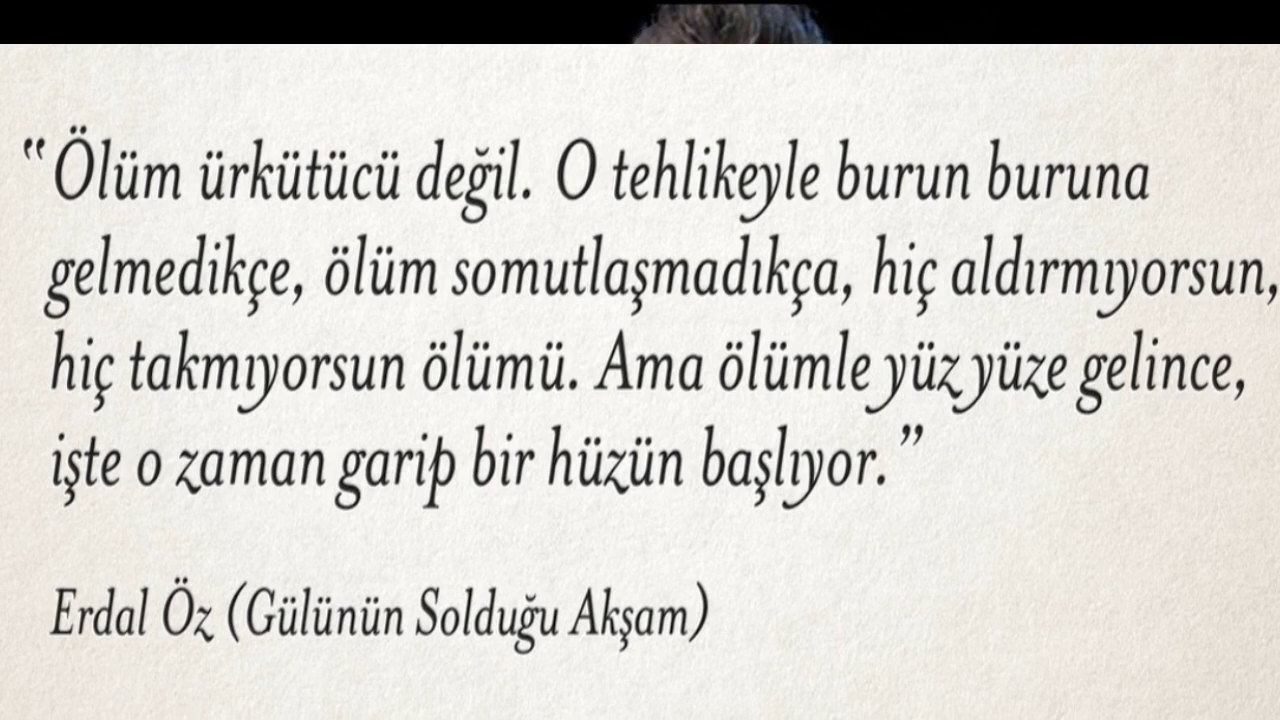 “Ölüm ürkütücü değil. O tehlikeyle burun buruna
gelmedikçe, ölüm somutlaşmadıkça, hiç aldırmıyorsun,
hiç takmıyorsun ölümü. Ama ölümle yüz yüze gelince,
işte o zaman garip bir hüzün başlıyor.”
Erdal Öz (Gülünün Solduğu Akşam)